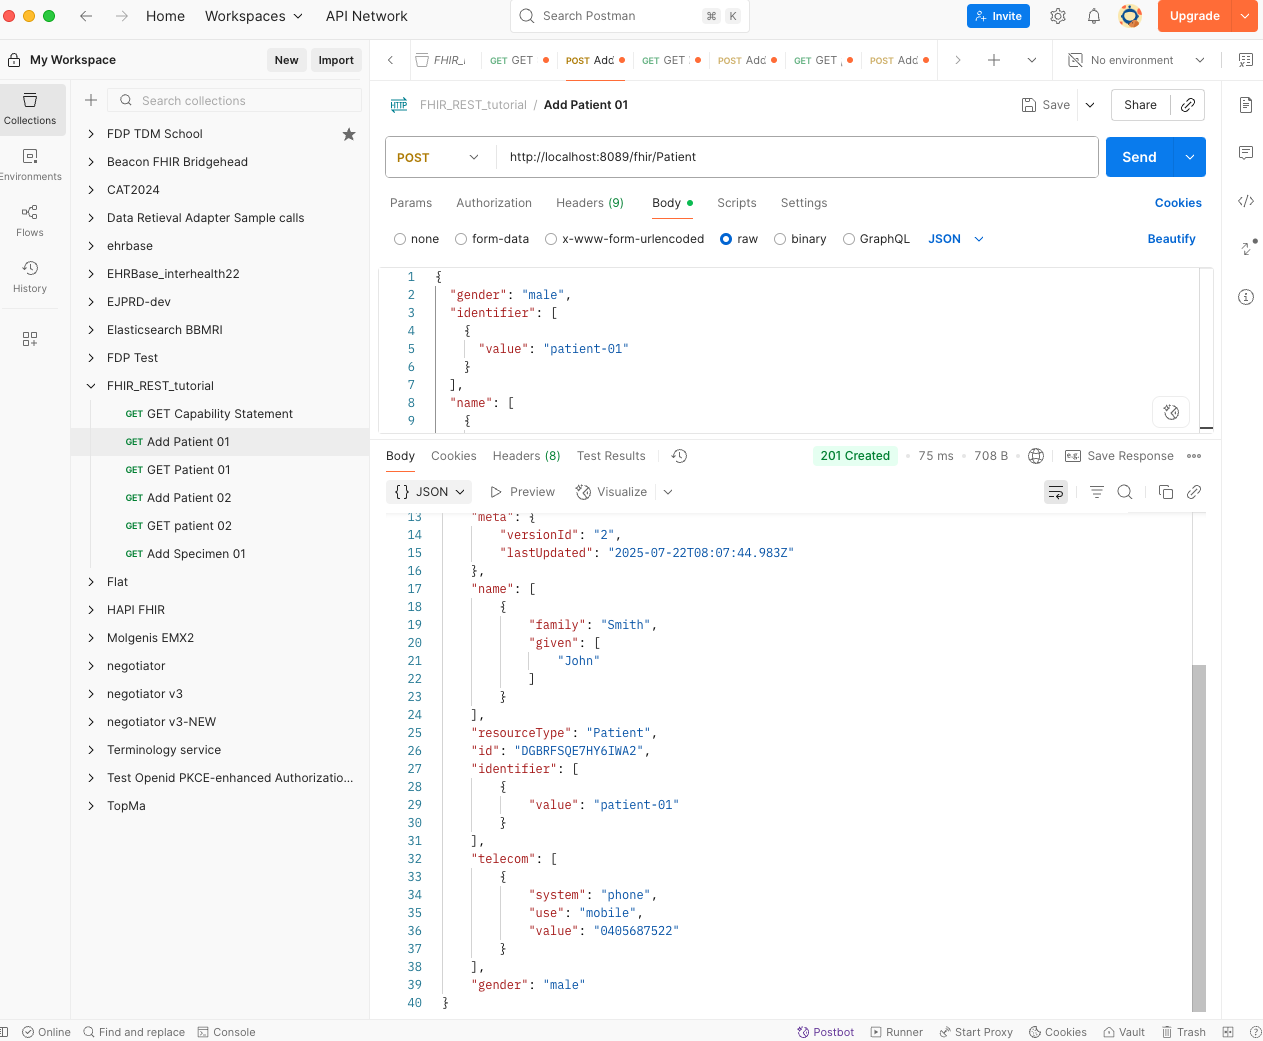 Home Workspaces API Network Search Postman ⌘ K Invite Upgrade
My Workspace New Import FHIR_ GET GET POST Add GET GET POST Add GET GET POST Add No environment
Collections
Environments
Flows
History
Search collections
FDP TDM School
Beacon FHIR Bridgehead
CAT2024
Data Retieval Adapter Sample calls
ehrbase
EHRBase_interhealth22
EJPRD-dev
Elasticsearch BBMRI
FDP Test
FHIR_REST_tutorial
GET GET Capability Statement
GET Add Patient 01
GET GET Patient 01
GET Add Patient 02
GET GET patient 02
GET Add Specimen 01
Flat
HAPI FHIR
Molgenis EMX2
negotiator
negotiator v3
negotiator v3-NEW
Terminology service
Test Openid PKCE-enhanced Authorizatio...
TopMa
HTTP FHIR_REST_tutorial / Add Patient 01 Save Share
POST http://localhost:8089/fhir/Patient Send
Params Authorization Headers (9) Body Scripts Settings Cookies
none form-data x-www-form-urlencoded raw binary GraphQL JSON Beautify
1 {
2 "gender": "male",
3 "identifier": [
4 {
5 "value": "patient-01"
6 }
7 ],
8 "name": [
9 {
Body Cookies Headers (8) Test Results 201 Created 75 ms 708 B e.g. Save Response
{} JSON Preview Visualize
13 "meta": {
14 "versionId": "2",
15 "lastUpdated": "2025-07-22T08:07:44.983Z"
16 },
17 "name": [
18 {
19 "family": "Smith",
20 "given": [
21 "John"
22 ]
23 }
24 ],
25 "resourceType": "Patient",
26 "id": "DGBRFSQE7HY6IWA2",
27 "identifier": [
28 {
29 "value": "patient-01"
30 }
31 ],
32 "telecom": [
33 {
34 "system": "phone",
35 "use": "mobile",
36 "value": "0405687522"
37 }
38 ],
39 "gender": "male"
40 }
Online Find and replace Console Postbot Runner Start Proxy Cookies Vault Trash